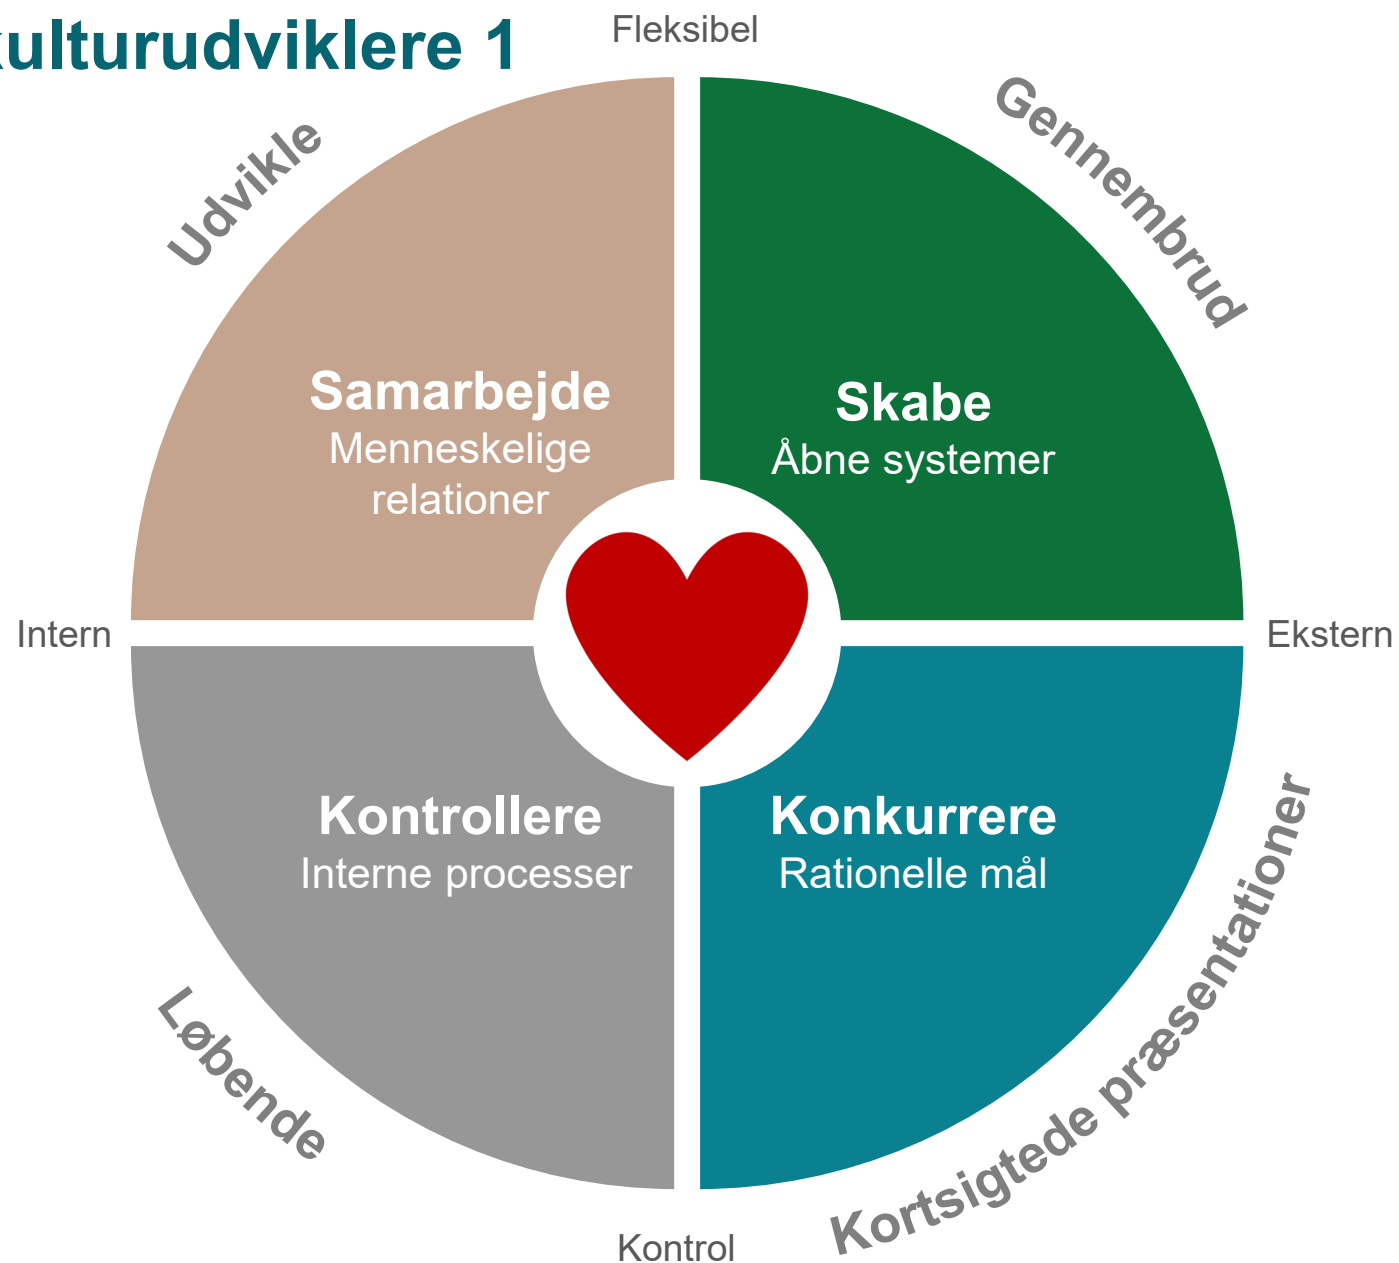 kulturudviklere 1
Fleksibel
Udvikle
Gennembrud
Samarbejde
Menneskelige
relationer
Skabe
Åbne systemer
Intern
Ekstern
Kontrollere
Interne processer
Konkurrere
Rationelle mål
Løbende
Kortsigtede præsentationer
Kontrol